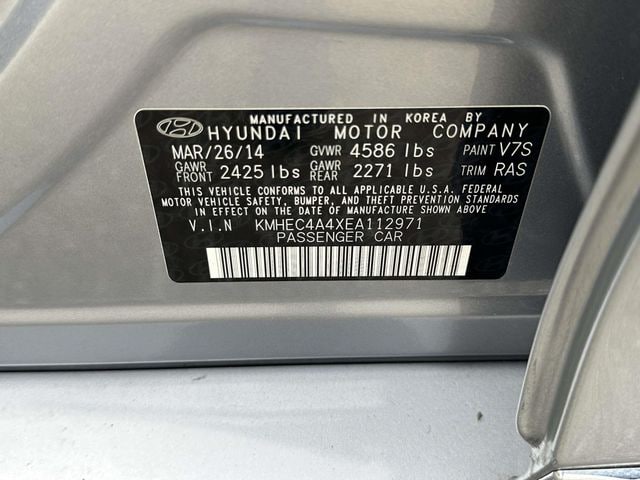 MANUFACTURED IN KOREA BY
HYUNDAI MOTOR COMPANY
MAR/26/14 GVWR 4586 lbs PAINT V7S
GAWR FRONT 2425 lbs GAWR REAR 2271 lbs TRIM RAS
THIS VEHICLE CONFORMS TO ALL APPLICABLE U.S.A. FEDERAL
MOTOR VEHICLE SAFETY, BUMPER, AND THEFT PREVENTION STANDARDS
IN EFFECT ON THE DATE OF MANUFACTURE SHOWN ABOVE.
V.I.N KMHEC4A4XEA112971
PASSENGER CAR